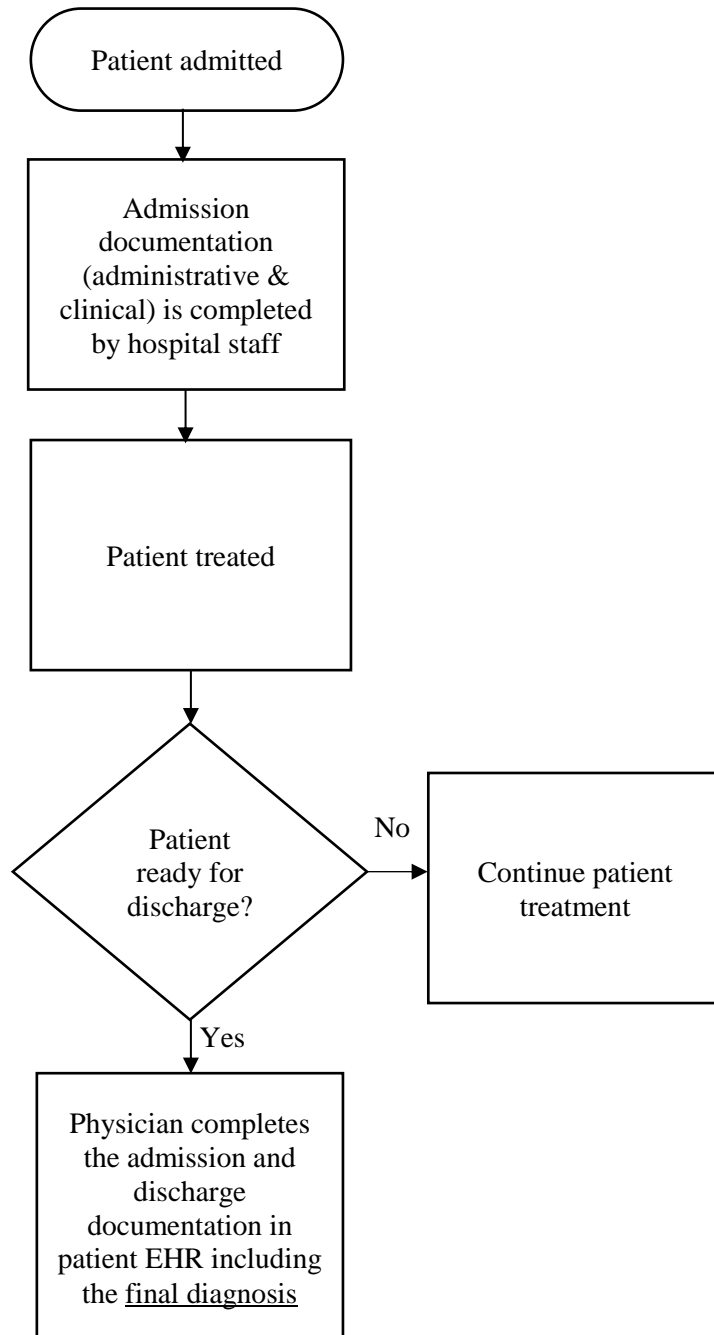 Patient admitted
Admission
documentation
(administrative &
clinical) is completed
by hospital staff
Patient treated
Patient
ready for
discharge?
No
Continue patient
treatment
Yes
Physician completes
the admission and
discharge
documentation in
patient EHR including
the final diagnosis